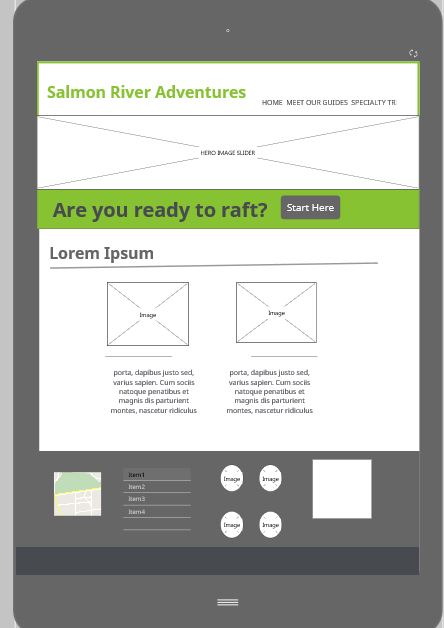 Salmon River Adventures
HOME MEET OUR GUIDES SPECIALTY TR
HERO IMAGE SLIDER
Are you ready to raft?
Start Here
Lorem Ipsum
Image
Image
porta, dapibus justo sed,
varius sapien. Cum sociis
natoque penatibus et
magnis dis parturient
montes, nascetur ridiculus
porta, dapibus justo sed,
varius sapien. Cum sociis
natoque penatibus et
magnis dis parturient
montes, nascetur ridiculus
Item1
Item2
Item3
Item4
Image
Image
Image
Image